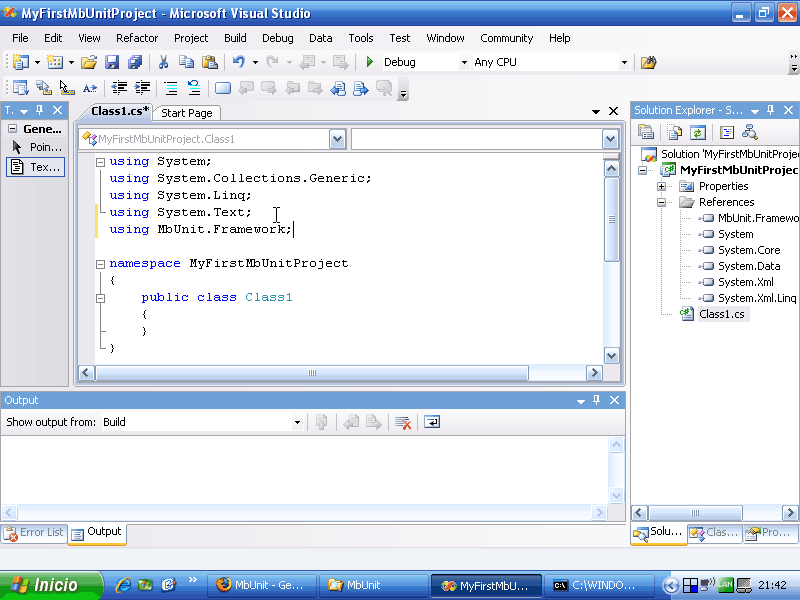 MyFirstMbUnitProject - Microsoft Visual Studio
File Edit View Refactor Project Build Debug Data Tools Test Window Community Help
Debug Any CPU
T.. Class1.cs* Start Page Solution Explorer - S...
Gene...
Poin...
Tex...
MyFirstMbUnitProject.Class1
using System;
using System.Collections.Generic;
using System.Linq;
using System.Text;
using MbUnit.Framework;
namespace MyFirstMbUnitProject
{
public class Class1
{
}
}
Solution 'MyFirstMbUnitProje
MyFirstMbUnitProjec
Properties
References
MbUnit.Framewo
System
System.Core
System.Data
System.Xml
System.Xml.Linq
Class1.cs
Output
Show output from: Build
Error List Output
Solu... Clas... Pro...
Inicio MbUnit - Ge... MbUnit MyFirstMbU... C:\WINDO... LAN 21:42